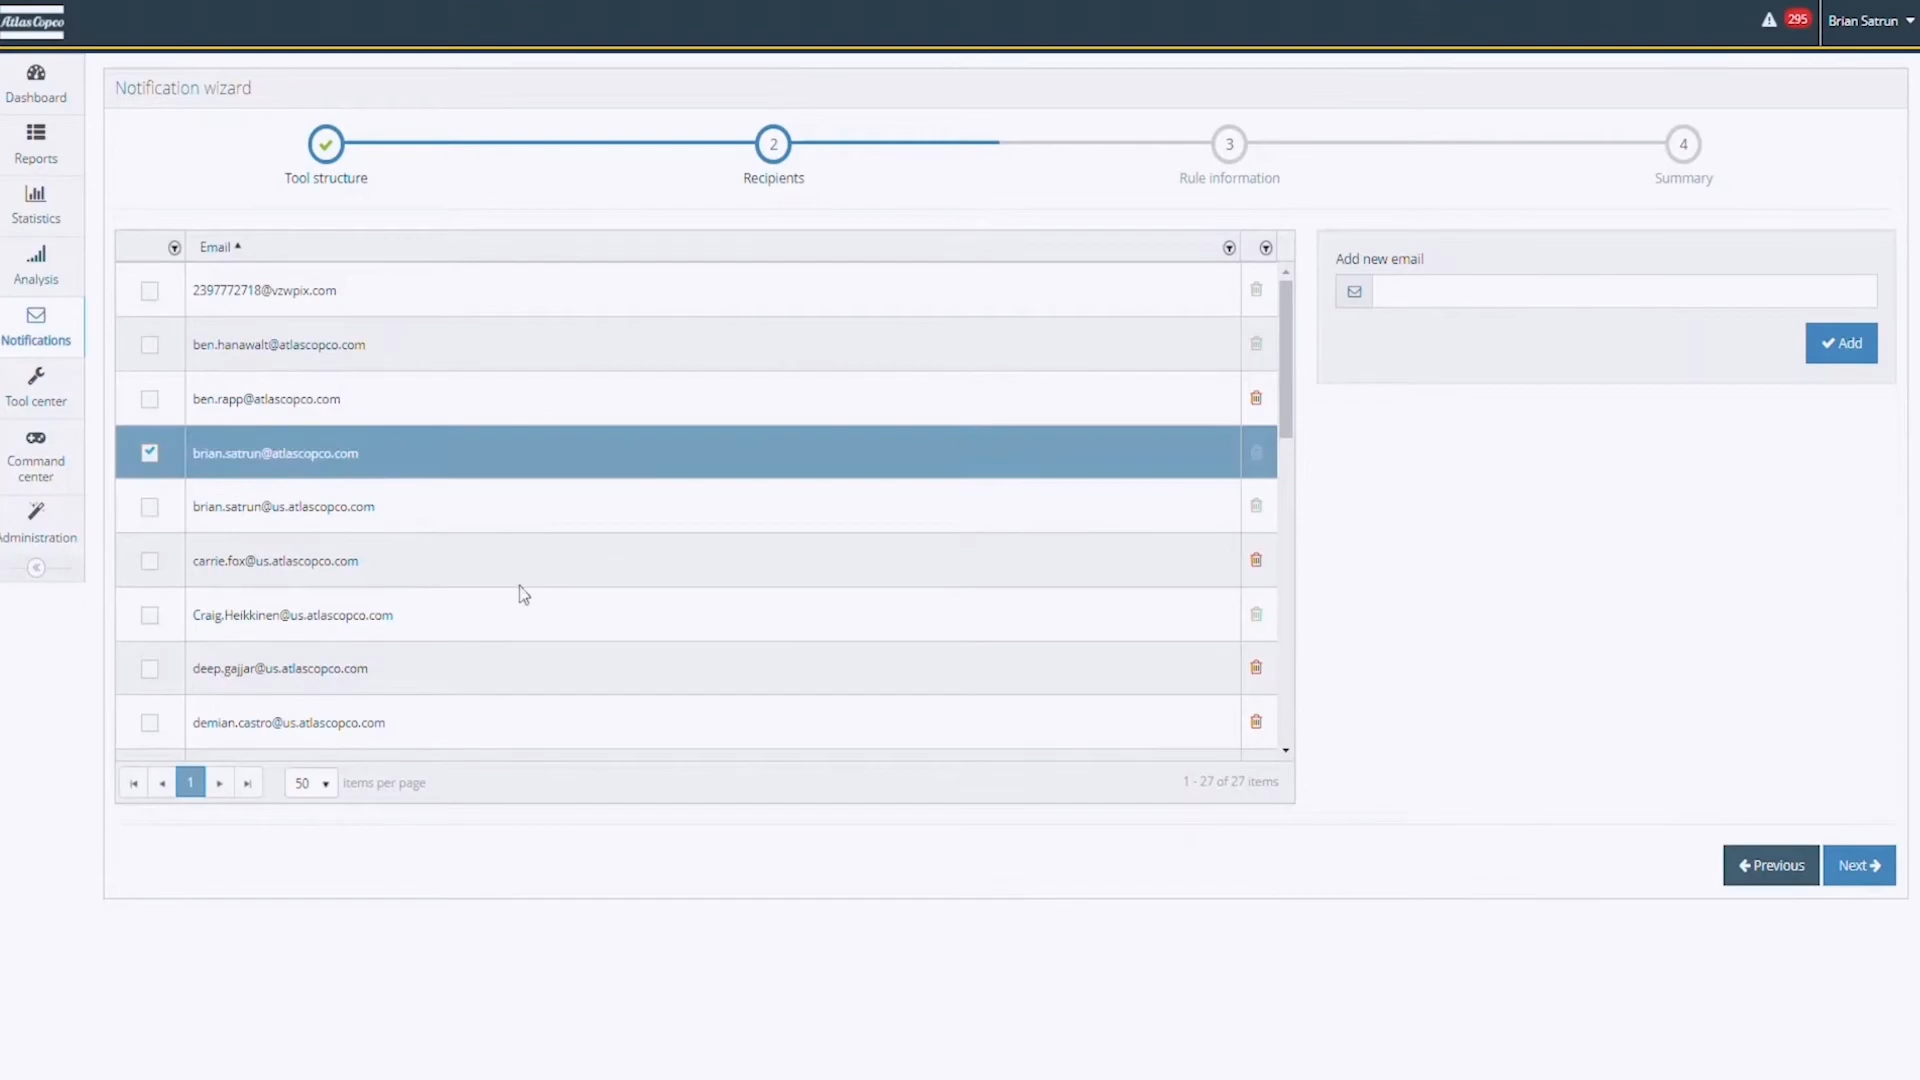 Atlas Copco
295
Brian Satrun
Dashboard
Reports
Statistics
Analysis
Notifications
Tool center
Command
center
Administration
Notification wizard
2
3
4
Tool structure
Recipients
Rule information
Summary
Email
2397772718@vzwpix.com
ben.hanawalt@atlascopco.com
ben.rapp@atlascopco.com
brian.satrun@atlascopco.com
brian.satrun@us.atlascopco.com
carrie.fox@us.atlascopco.com
Craig.Heikkinen@us.atlascopco.com
deep.gajjar@us.atlascopco.com
demian.castro@us.atlascopco.com
1
50
items per page
1 - 27 of 27 items
Add new email
Add
Previous
Next